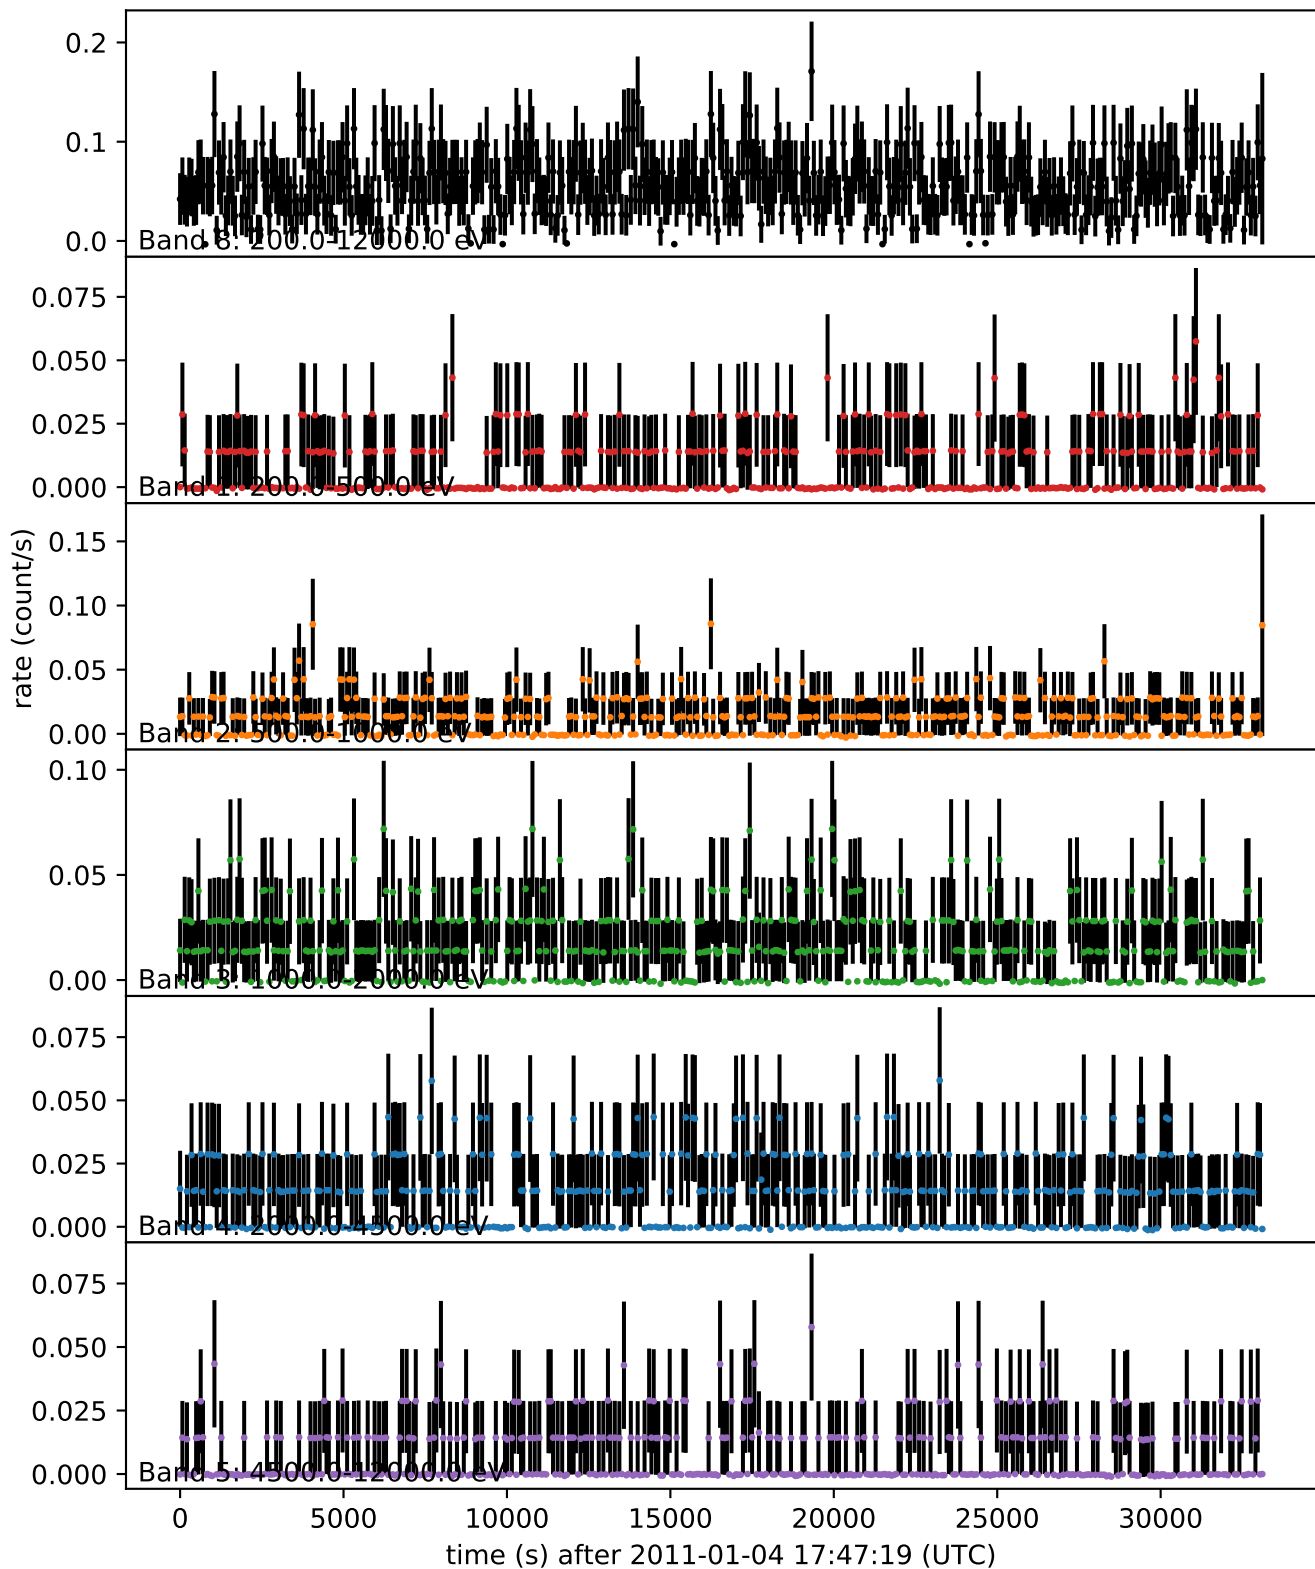 0.2
0.1
0.0
Band 8: 200.0-12000.0 eV
0.075
0.050
0.025
0.000
Band 1: 200.0-500.0 eV
rate (count/s)
0.15
0.10
0.05
0.00
Band 2: 500.0-1000.0 eV
0.10
0.05
0.00
Band 3: 1000.0-2000.0 eV
0.075
0.050
0.025
0.000
Band 4: 2000.0-4500.0 eV
0.075
0.050
0.025
0.000
Band 5: 4500.0-12000.0 eV
0 5000 10000 15000 20000 25000 30000
time (s) after 2011-01-04 17:47:19 (UTC)